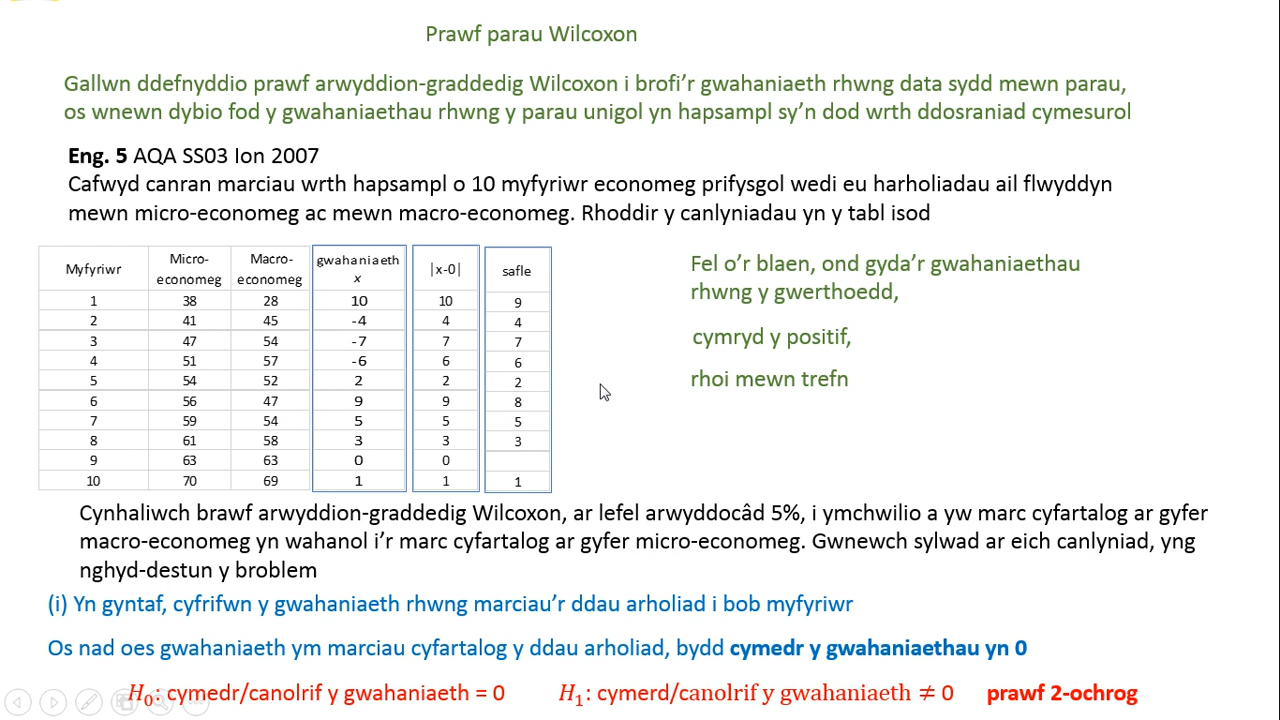 Prawf parau Wilcoxon
Gallwn ddefnyddio prawf arwyddion-graddedig Wilcoxon i brofi’r gwahaniaeth rhwng data sydd mewn parau,
os wnewn dybio fod y gwahaniaethau rhwng y parau unigol yn hapsampl sy’n dod wrth ddosraniad cymesurol
Eng. 5 AQA SS03 Ion 2007
Cafwyd canran marciau wrth hapsampl o 10 myfyriwr economeg prifysgol wedi eu harholiadau ail flwyddyn
mewn micro-economeg ac mewn macro-economeg. Rhoddir y canlyniadau yn y tabl isod
Myfyriwr Micro-economeg Macro-economeg gwahaniaeth x |x-0| safle
1 38 28 10 10 9
2 41 45 -4 4 4
3 47 54 -7 7 7
4 51 57 -6 6 6
5 54 52 2 2 2
6 56 47 9 9 8
7 59 54 5 5 5
8 61 58 3 3 3
9 63 63 0 0
10 70 69 1 1 1
Fel o’r blaen, ond gyda’r gwahaniaethau
rhwng y gwerthoedd,
cymryd y positif,
rhoi mewn trefn
Cynhaliwch brawf arwyddion-graddedig Wilcoxon, ar lefel arwyddocâd 5%, i ymchwilio a yw marc cyfartalog ar gyfer
macro-economeg yn wahanol i’r marc cyfartalog ar gyfer micro-economeg. Gwnewch sylwad ar eich canlyniad, yng
nghyd-destun y broblem
(i) Yn gyntaf, cyfrifwn y gwahaniaeth rhwng marciau’r ddau arholiad i bob myfyriwr
Os nad oes gwahaniaeth ym marciau cyfartalog y ddau arholiad, bydd cymedr y gwahaniaethau yn 0
H₀: cymedr/canolrif y gwahaniaeth = 0 H₁: cymerd/canolrif y gwahaniaeth ≠ 0 prawf 2-ochrog